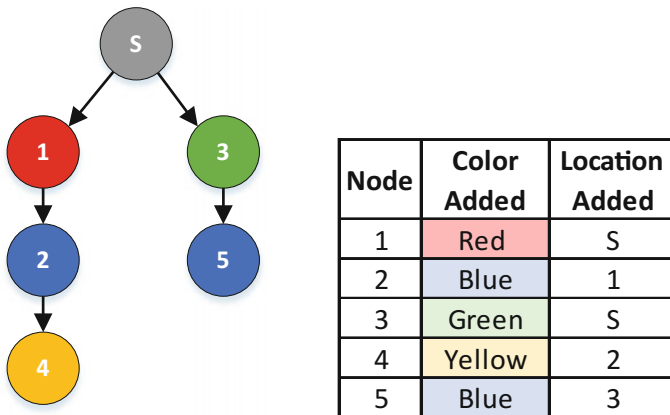 S
1
3
2
5
4
Node Color Added Location Added
1 Red S
2 Blue 1
3 Green S
4 Yellow 2
5 Blue 3